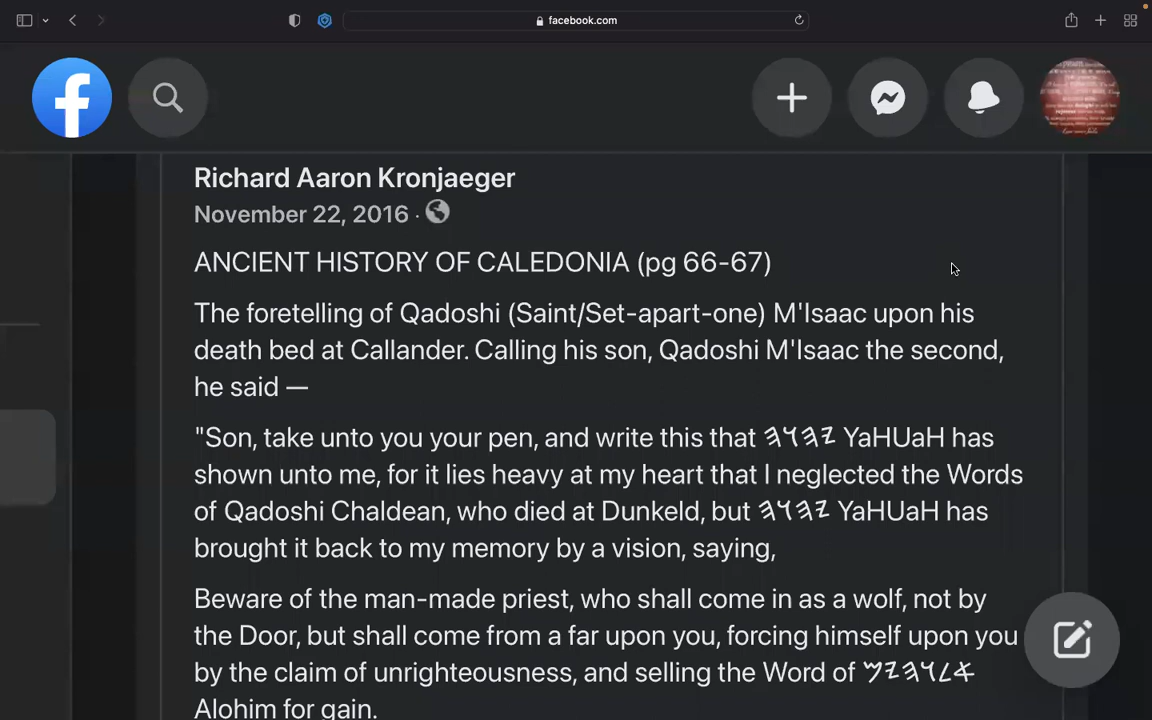 facebook.com
Richard Aaron Kronjaeger
November 22, 2016 ·
ANCIENT HISTORY OF CALEDONIA (pg 66-67)
The foretelling of Qadoshi (Saint/Set-apart-one) M'Isaac upon his
death bed at Callander. Calling his son, Qadoshi M'Isaac the second,
he said —
"Son, take unto you your pen, and write this that 𐤉𐤄𐤅𐤄 YaHUaH has
shown unto me, for it lies heavy at my heart that I neglected the Words
of Qadoshi Chaldean, who died at Dunkeld, but 𐤉𐤄𐤅𐤄 YaHUaH has
brought it back to my memory by a vision, saying,
Beware of the man-made priest, who shall come in as a wolf, not by
the Door, but shall come from a far upon you, forcing himself upon you
by the claim of unrighteousness, and selling the Word of 𐤀𐤋𐤅𐤄𐤉𐤌
Alohim for gain.